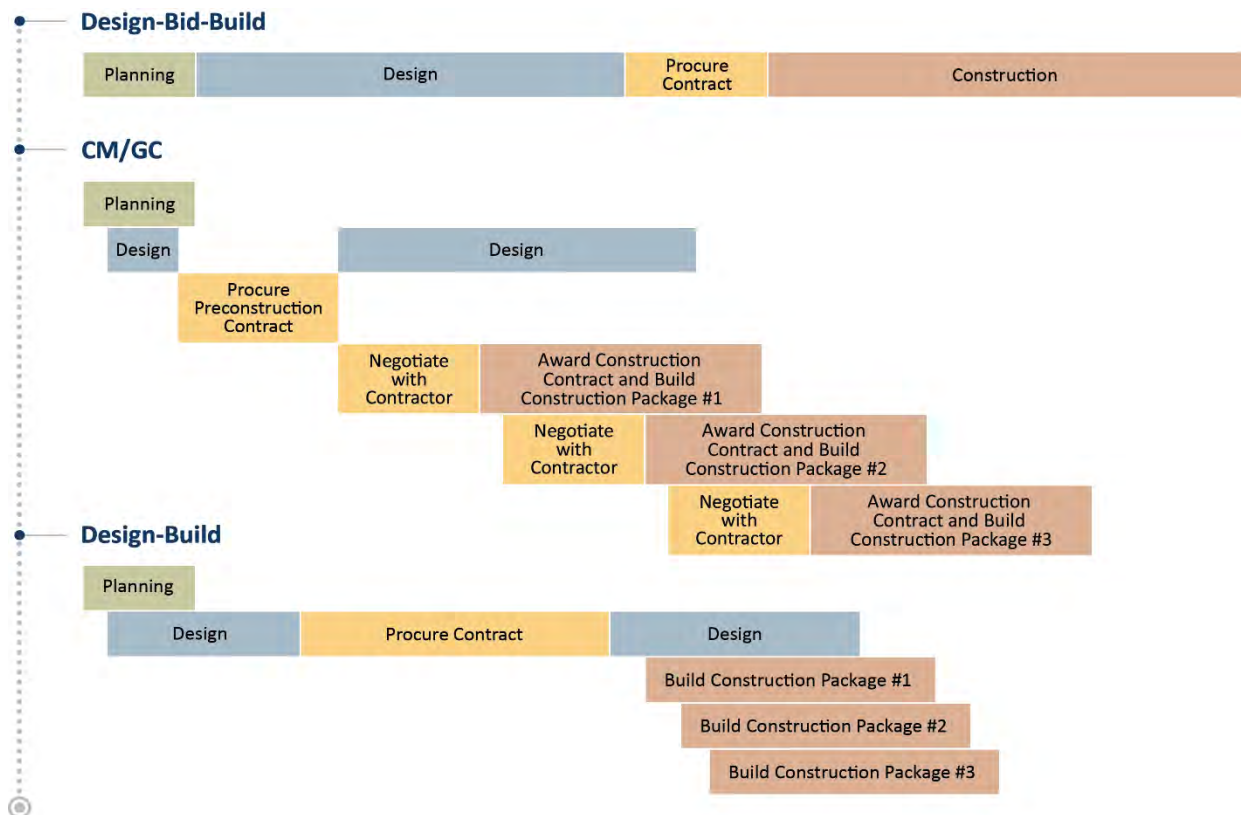 Design-Bid-Build
Planning
Design
Procure
Contract
Construction
CM/GC
Planning
Design
Design
Procure
Preconstruction
Contract
Negotiate
with
Contractor
Award Construction
Contract and Build
Construction Package #1
Negotiate
with
Contractor
Award Construction
Contract and Build
Construction Package #2
Negotiate
with
Contractor
Award Construction
Contract and Build
Construction Package #3
Design-Build
Planning
Design
Procure Contract
Design
Build Construction Package #1
Build Construction Package #2
Build Construction Package #3